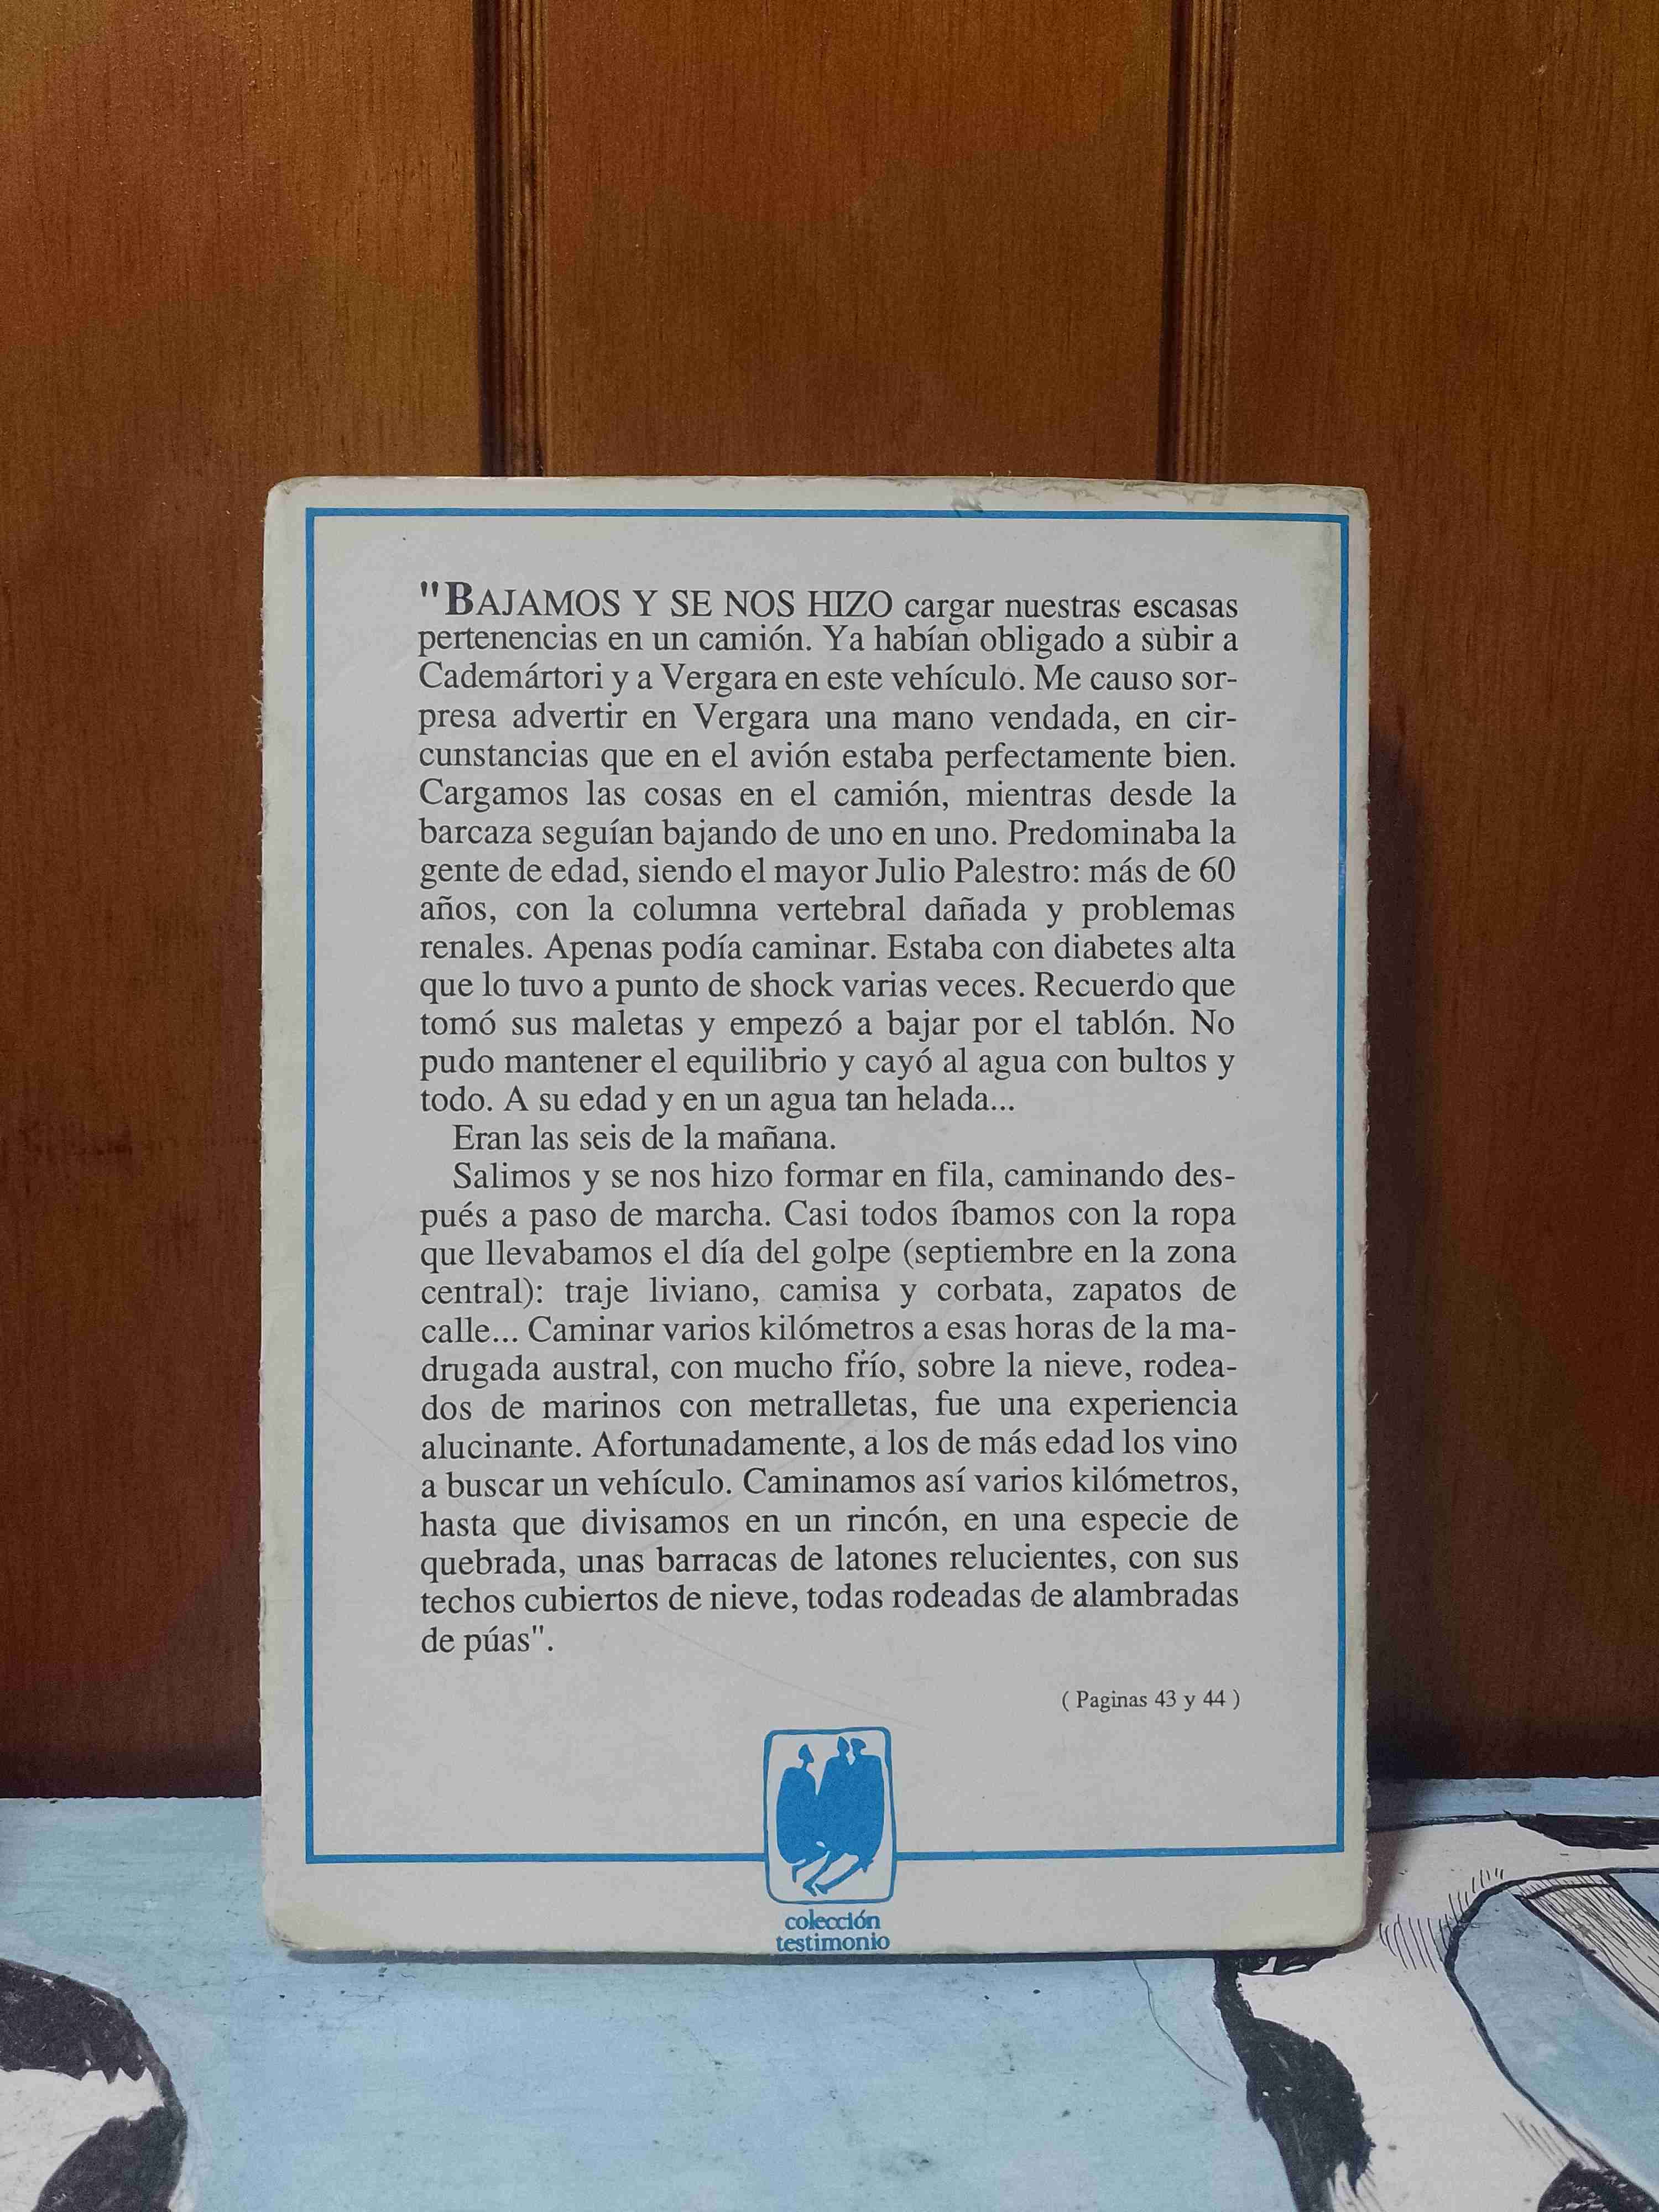 "BAJAMOS Y SE NOS HIZO cargar nuestras escasas
pertenencias en un camión. Ya habían obligado a subir a
Cademártori y a Vergara en este vehículo. Me causo sor-
presa advertir en Vergara una mano vendada, en cir-
cunstancias que en el avión estaba perfectamente bien.
Cargamos las cosas en el camión, mientras desde la
barcaza seguían bajando de uno en uno. Predominaba la
gente de edad, siendo el mayor Julio Palestro: más de 60
años, con la columna vertebral dañada y problemas
renales. Apenas podía caminar. Estaba con diabetes alta
que lo tuvo a punto de shock varias veces. Recuerdo que
tomó sus maletas y empezó a bajar por el tablón. No
pudo mantener el equilibrio y cayó al agua con bultos y
todo. A su edad y en un agua tan helada...
Eran las seis de la mañana.
Salimos y se nos hizo formar en fila, caminando des-
pués a paso de marcha. Casi todos íbamos con la ropa
que llevabamos el día del golpe (septiembre en la zona
central): traje liviano, camisa y corbata, zapatos de
calle... Caminar varios kilómetros a esas horas de la ma-
drugada austral, con mucho frío, sobre la nieve, rodea-
dos de marinos con metralletas, fue una experiencia
alucinante. Afortunadamente, a los de más edad los vino
a buscar un vehículo. Caminamos así varios kilómetros,
hasta que divisamos en un rincón, en una especie de
quebrada, unas barracas de latones relucientes, con sus
techos cubiertos de nieve, todas rodeadas de alambradas
de púas".
( Paginas 43 y 44 )
colección
testimonio